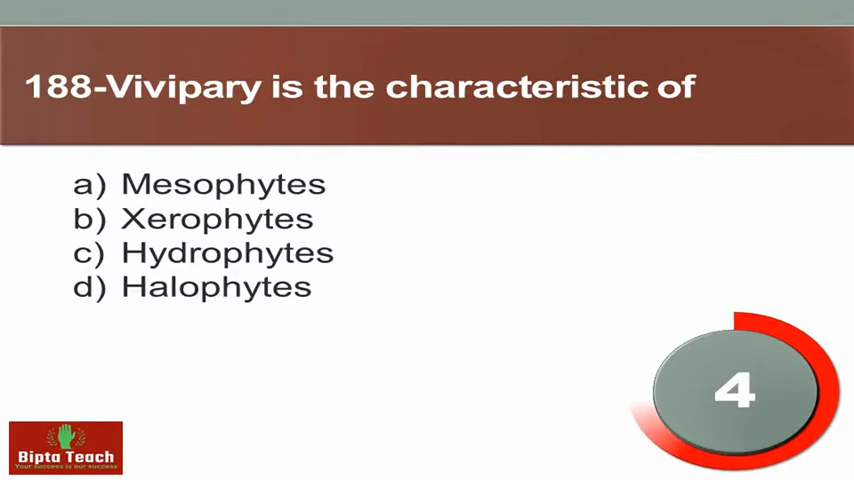 188-Vivipary is the characteristic of
a) Mesophytes
b) Xerophytes
c) Hydrophytes
d) Halophytes
4
Bipta Teach
Your success is our success